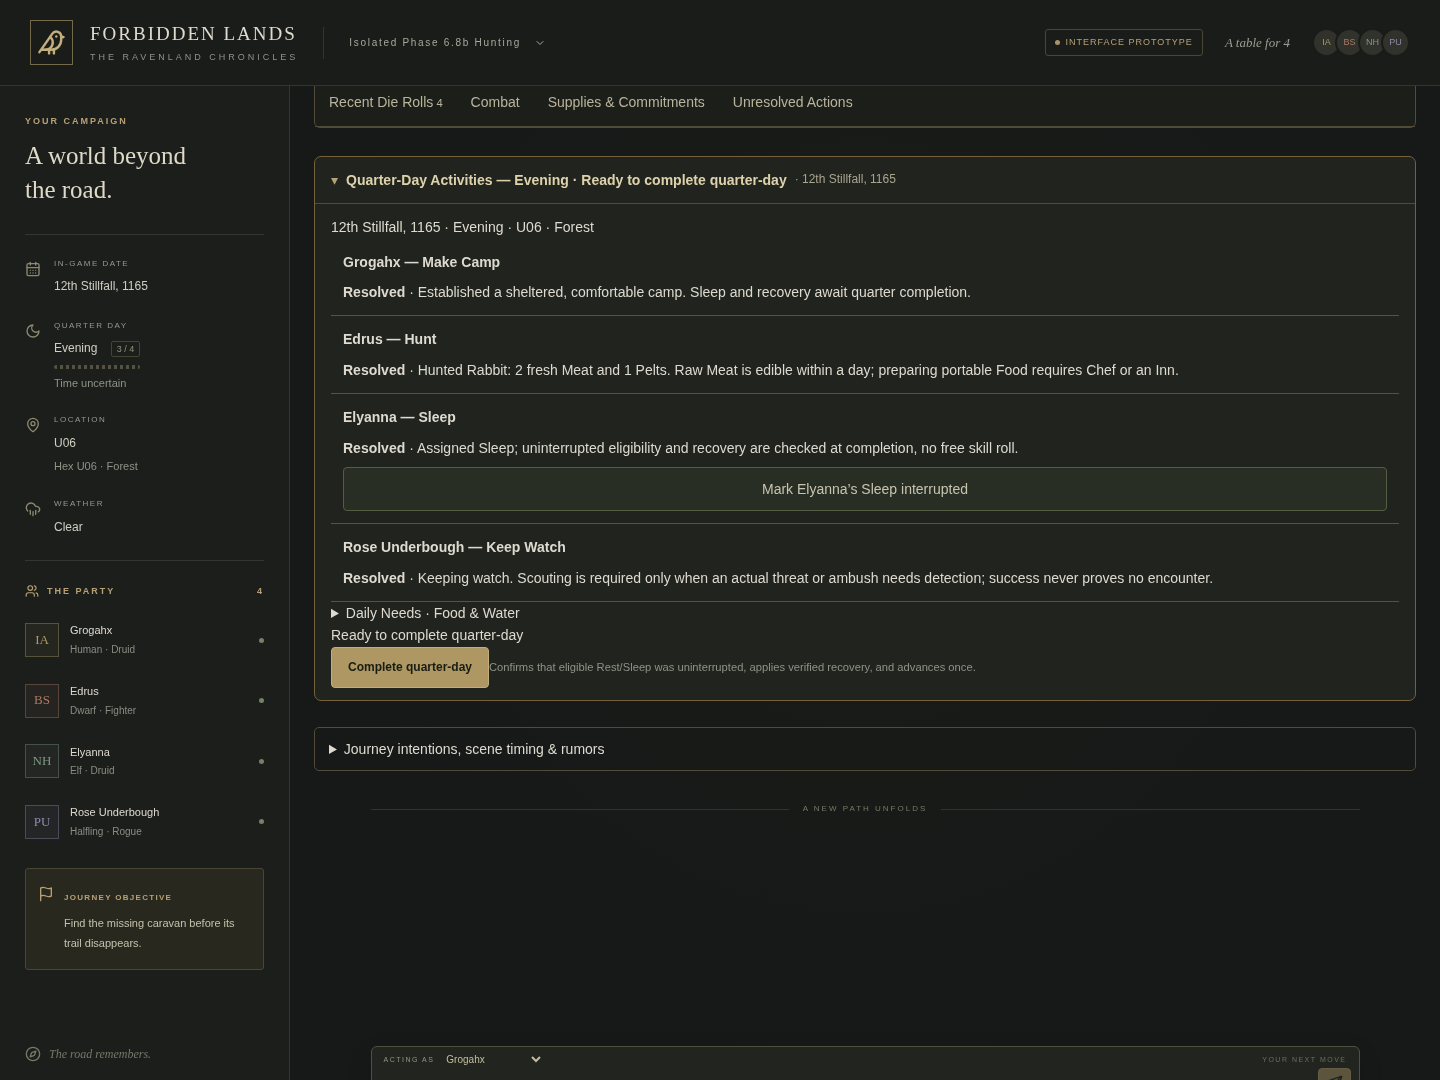 FORBIDDEN LANDS
THE RAVENLAND CHRONICLES
Isolated Phase 6.8b Hunting
INTERFACE PROTOTYPE
A table for 4
IA BS NH PU
YOUR CAMPAIGN
A world beyond
the road.
IN-GAME DATE
12th Stillfall, 1165
QUARTER DAY
Evening 3 / 4
Time uncertain
LOCATION
U06
Hex U06 · Forest
WEATHER
Clear
THE PARTY 4
IA
Grogahx
Human · Druid
BS
Edrus
Dwarf · Fighter
NH
Elyanna
Elf · Druid
PU
Rose Underbough
Halfling · Rogue
JOURNEY OBJECTIVE
Find the missing caravan before its
trail disappears.
The road remembers.
Recent Die Rolls 4 Combat Supplies & Commitments Unresolved Actions
Quarter-Day Activities — Evening · Ready to complete quarter-day · 12th Stillfall, 1165
12th Stillfall, 1165 · Evening · U06 · Forest
Grogahx — Make Camp
Resolved · Established a sheltered, comfortable camp. Sleep and recovery await quarter completion.
Edrus — Hunt
Resolved · Hunted Rabbit: 2 fresh Meat and 1 Pelts. Raw Meat is edible within a day; preparing portable Food requires Chef or an Inn.
Elyanna — Sleep
Resolved · Assigned Sleep; uninterrupted eligibility and recovery are checked at completion, no free skill roll.
Mark Elyanna’s Sleep interrupted
Rose Underbough — Keep Watch
Resolved · Keeping watch. Scouting is required only when an actual threat or ambush needs detection; success never proves no encounter.
Daily Needs · Food & Water
Ready to complete quarter-day
Complete quarter-day Confirms that eligible Rest/Sleep was uninterrupted, applies verified recovery, and advances once.
Journey intentions, scene timing & rumors
A NEW PATH UNFOLDS
ACTING AS Grogahx
YOUR NEXT MOVE